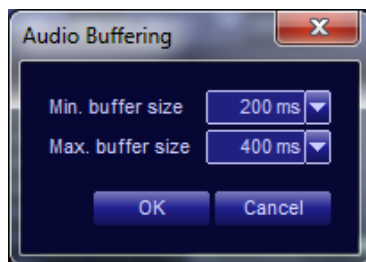 Audio Buffering
Min. buffer size 200 ms
Max. buffer size 400 ms
OK Cancel